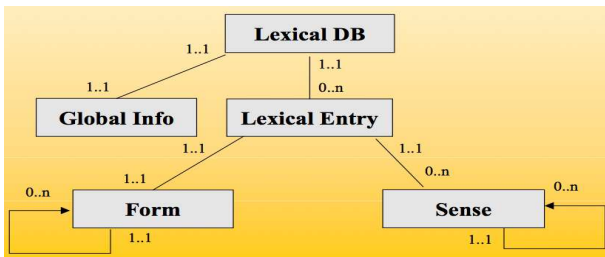 Lexical DB
1..1 1..1
1..1 0..n
Global Info Lexical Entry
1..1 1..1
1..1 0..n
0..n 0..n
Form Sense
1..1 1..1